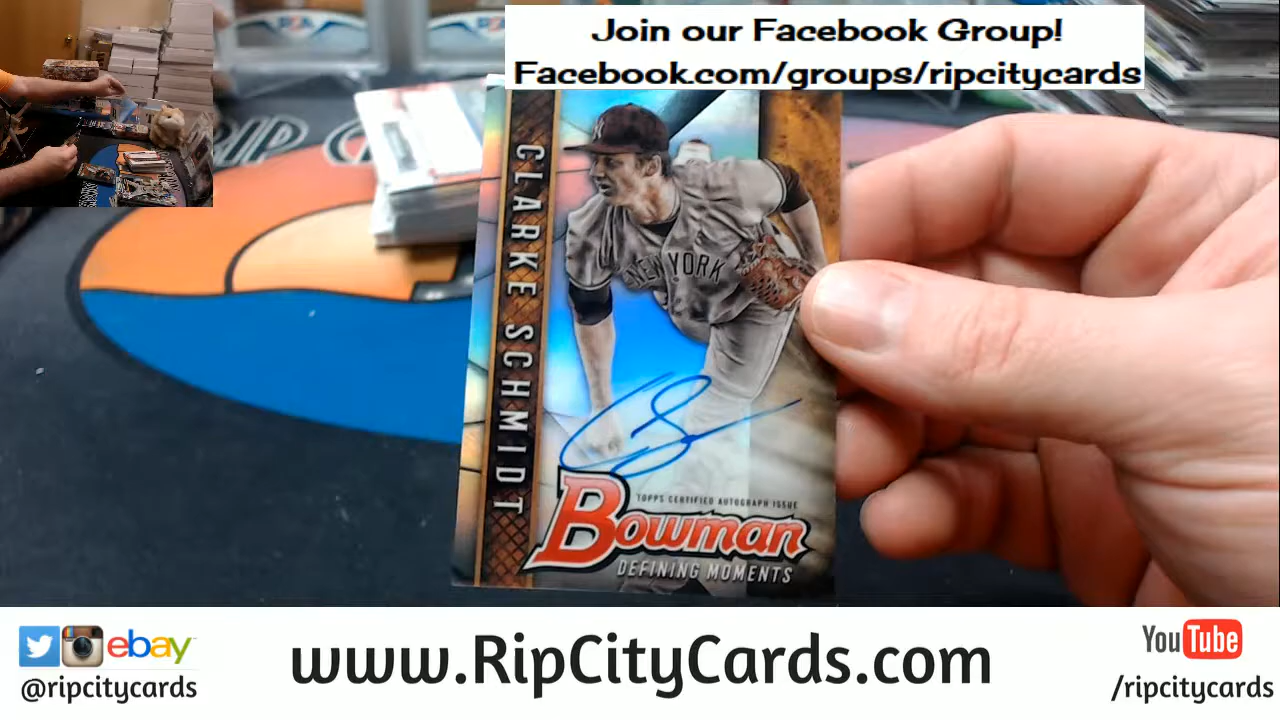 Join our Facebook Group!
Facebook.com/groups/ripcitycards
RIP C
CLARKE SCHMIDT
NEW YORK
TOPPS CERTIFIED AUTOGRAPH ISSUE
Bowman
DEFINING MOMENTS
ebay
@ripcitycards
www.RipCityCards.com
YouTube
/ripcitycards